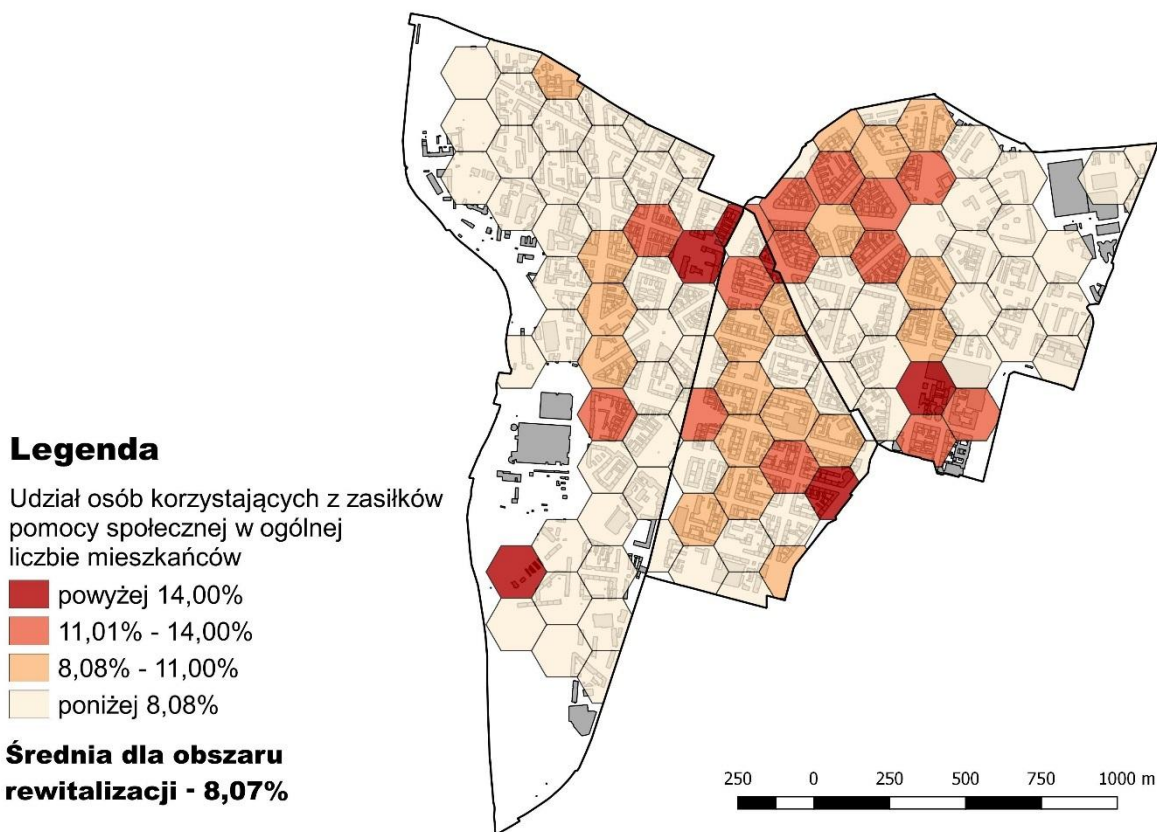 Legenda
Udział osób korzystających z zasiłków
pomocy społecznej w ogólnej
liczbie mieszkańców
powyżej 14,00%
11,01% - 14,00%
8,08% - 11,00%
poniżej 8,08%
Średnia dla obszaru
rewitalizacji - 8,07%
250 0 250 500 750 1000 m